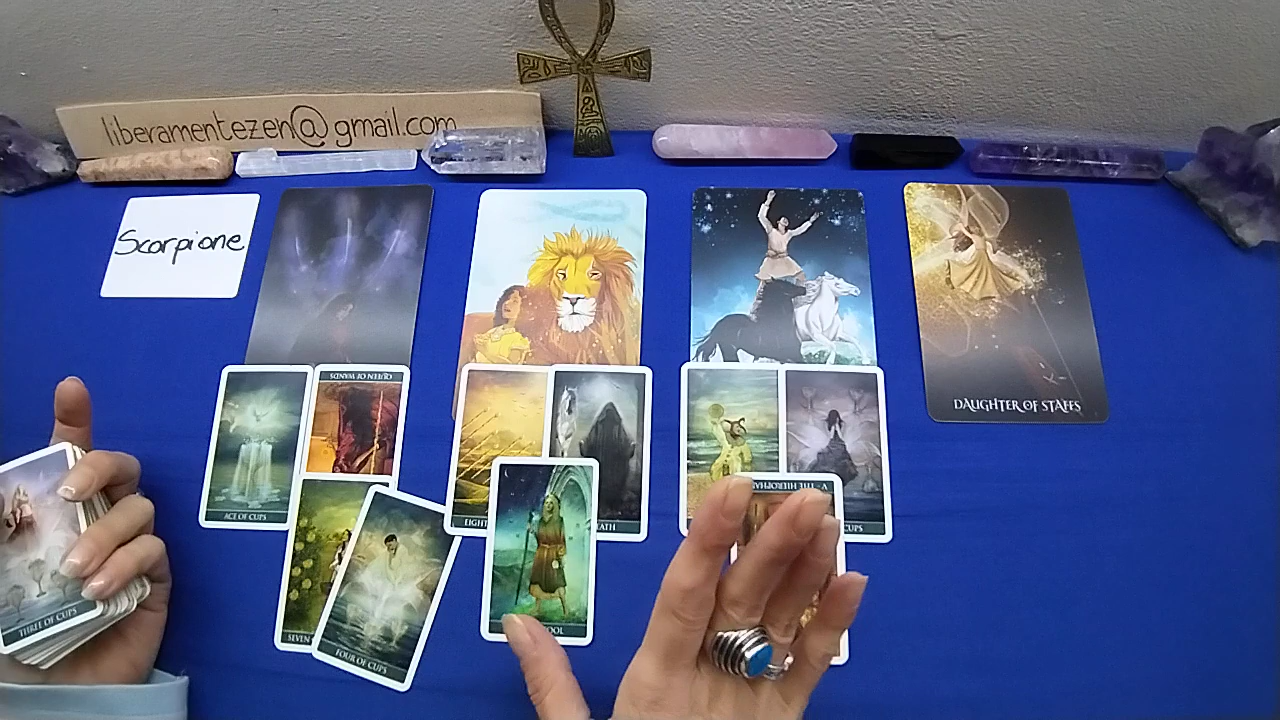 liberamentezen@gmail.com
Scorpione
DAUGHTER OF STAFFS
QUEEN OF WANDS
ACE OF CUPS
EIGHT
DEATH
V - THE HIEROPHANT
CUPS
SEVEN
FOUR OF CUPS
FOOL
THREE OF CUPS